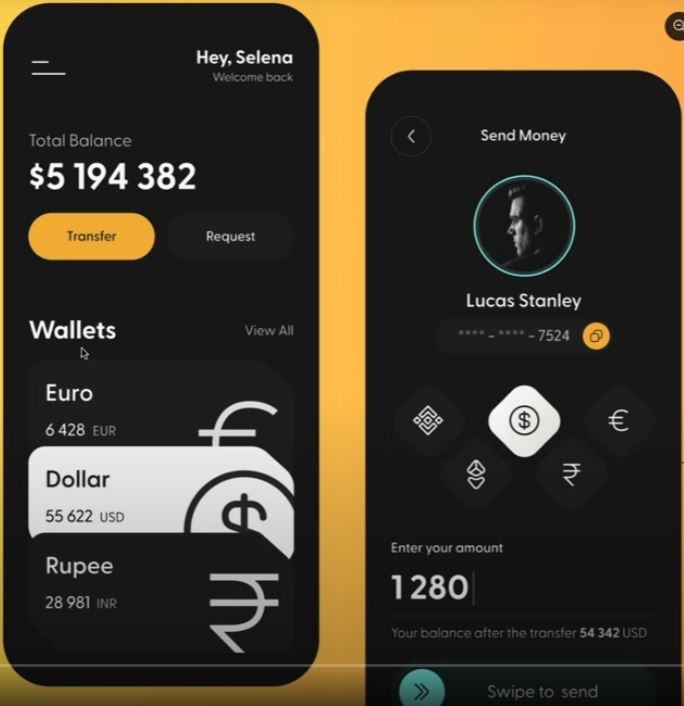 Hey, Selena
Welcome back
Total Balance
$5 194 382
Transfer
Request
Wallets
View All
Euro
6 428 EUR
Dollar
55 622 USD
Rupee
28 981 INR
Send Money
Lucas Stanley
**** - **** - 7524
Enter your amount
1 280
Your balance after the transfer 54 342 USD
Swipe to send